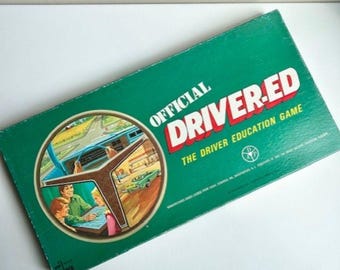 OFFICIAL
DRIVER-ED
THE DRIVER EDUCATION GAME